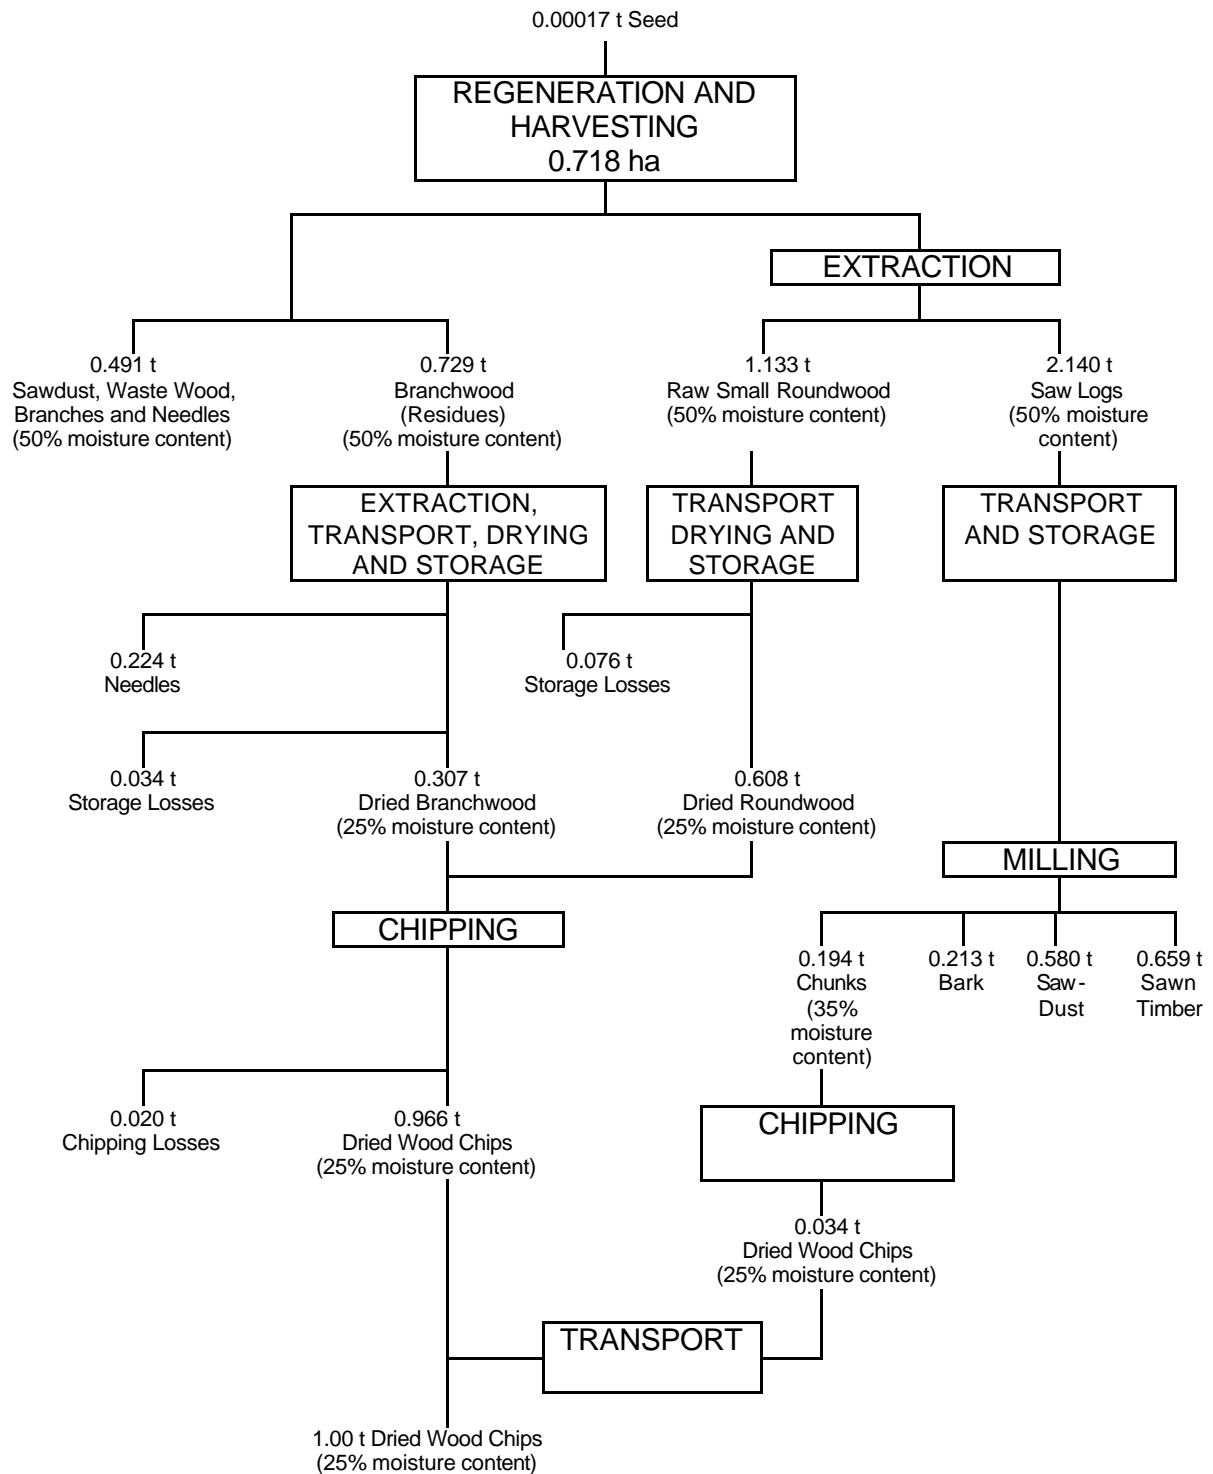 0.00017 t Seed
REGENERATION AND
HARVESTING
0.718 ha
EXTRACTION
0.491 t
Sawdust, Waste Wood,
Branches and Needles
(50% moisture content)
0.729 t
Branchwood
(Residues)
(50% moisture content)
1.133 t
Raw Small Roundwood
(50% moisture content)
2.140 t
Saw Logs
(50% moisture
content)
EXTRACTION,
TRANSPORT, DRYING
AND STORAGE
TRANSPORT
DRYING AND
STORAGE
TRANSPORT
AND STORAGE
0.224 t
Needles
0.076 t
Storage Losses
0.034 t
Storage Losses
0.307 t
Dried Branchwood
(25% moisture content)
0.608 t
Dried Roundwood
(25% moisture content)
MILLING
CHIPPING
0.194 t
Chunks
(35%
moisture
content)
0.213 t
Bark
0.580 t
Saw-
Dust
0.659 t
Sawn
Timber
0.020 t
Chipping Losses
0.966 t
Dried Wood Chips
(25% moisture content)
CHIPPING
0.034 t
Dried Wood Chips
(25% moisture content)
TRANSPORT
1.00 t Dried Wood Chips
(25% moisture content)